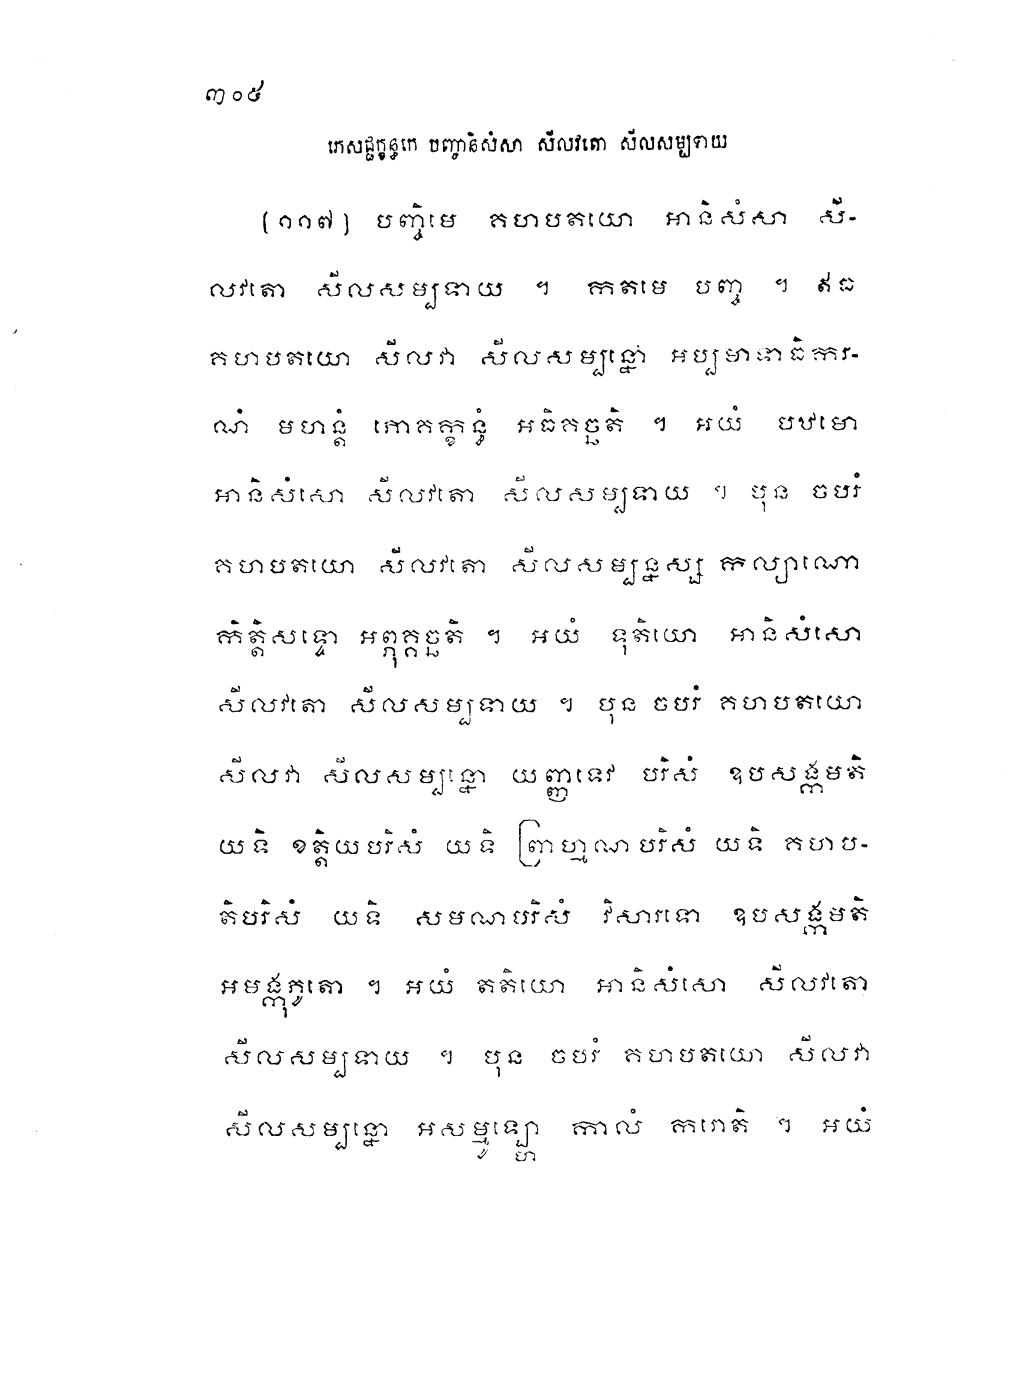 ៣០៥
ភេសដ្ជក្ខន្ធកេ បញ្ចានិសំសា សីលវតោ សីលសម្បទាយ
(១១៧) បញ្ចិមេ គហបតយោ អានិសំសា សី-
លវតោ សីលសម្បទាយ ។ កតមេ បញ្ច ។ ឥធ
គហបតយោ សីលវា សីលសម្បន្នោ អប្បមាទាធិករ-
ណំ មហន្តំ ភោគក្ខន្ធំ អធិគច្ឆតិ ។ អយំ បឋមោ
អានិសំសោ សីលវតោ សីលសម្បទាយ ។ បុន ចបរំ
គហបតយោ សីលវតោ សីលសម្បន្នស្ស កល្យាណោ
កិត្តិសទ្ទោ អព្ភុគ្គច្ឆតិ ។ អយំ ទុតិយោ អានិសំសោ
សីលវតោ សីលសម្បទាយ ។ បុន ចបរំ គហបតយោ
សីលវា សីលសម្បន្នោ យញ្ញទេវ បរិសំ ឧបសង្កមតិ
យទិ ខត្តិយបរិសំ យទិ ព្រាហ្មណបរិសំ យទិ គហប-
តិបរិសំ យទិ សមណបរិសំ វិសារទោ ឧបសង្កមតិ
អមង្កុភូតោ ។ អយំ តតិយោ អានិសំសោ សីលវតោ
សីលសម្បទាយ ។ បុន ចបរំ គហបតយោ សីលវា
សីលសម្បន្នោ អសម្មូឡ្ហោ កាលំ ករោតិ ។ អយំ